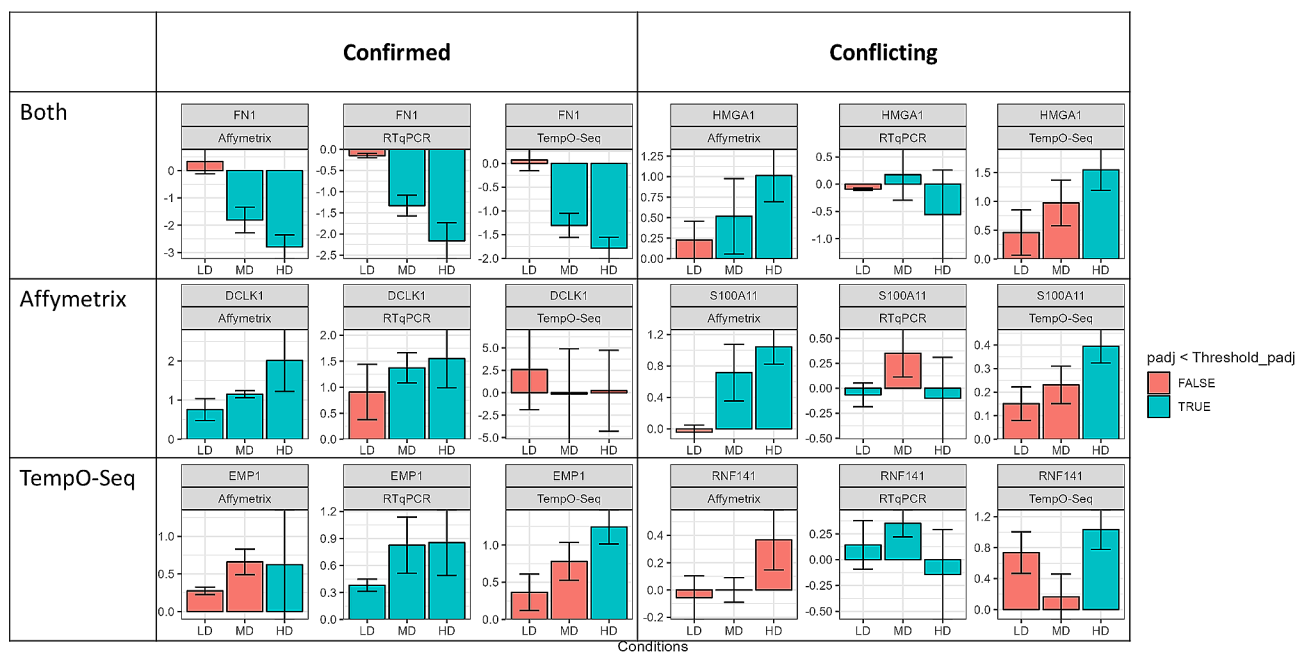 Confirmed Conflicting
Both
FN1 FN1 FN1 HMGA1 HMGA1 HMGA1
Affymetrix RTqPCR TempO-Seq Affymetrix RTqPCR TempO-Seq
0 -1 -2 -3
0.0 -0.5 -1.0 -1.5 -2.0 -2.5
0.0 -0.5 -1.0 -1.5 -2.0
1.25 1.00 0.75 0.50 0.25 0.00
0.5 0.0 -0.5 -1.0
1.5 1.0 0.5 0.0
LD MD HD LD MD HD LD MD HD LD MD HD LD MD HD LD MD HD
Affymetrix
DCLK1 DCLK1 DCLK1 S100A11 S100A11 S100A11
Affymetrix RTqPCR TempO-Seq Affymetrix RTqPCR TempO-Seq
2 1 0
2.0 1.5 1.0 0.5 0.0
5.0 2.5 0.0 -2.5 -5.0
1.2 0.8 0.4 0.0
0.50 0.25 0.00 -0.25 -0.50
0.4 0.3 0.2 0.1 0.0
LD MD HD LD MD HD LD MD HD LD MD HD LD MD HD LD MD HD
TempO-Seq
EMP1 EMP1 EMP1 RNF141 RNF141 RNF141
Affymetrix RTqPCR TempO-Seq Affymetrix RTqPCR TempO-Seq
1.0 0.5 0.0
1.2 0.9 0.6 0.3 0.0
1.0 0.5 0.0
0.4 0.2 0.0 -0.2
0.25 0.00 -0.25 -0.50
1.2 0.8 0.4 0.0
LD MD HD LD MD HD LD MD HD LD MD HD LD MD HD LD MD HD
Conditions
padj < Threshold_padj
FALSE
TRUE